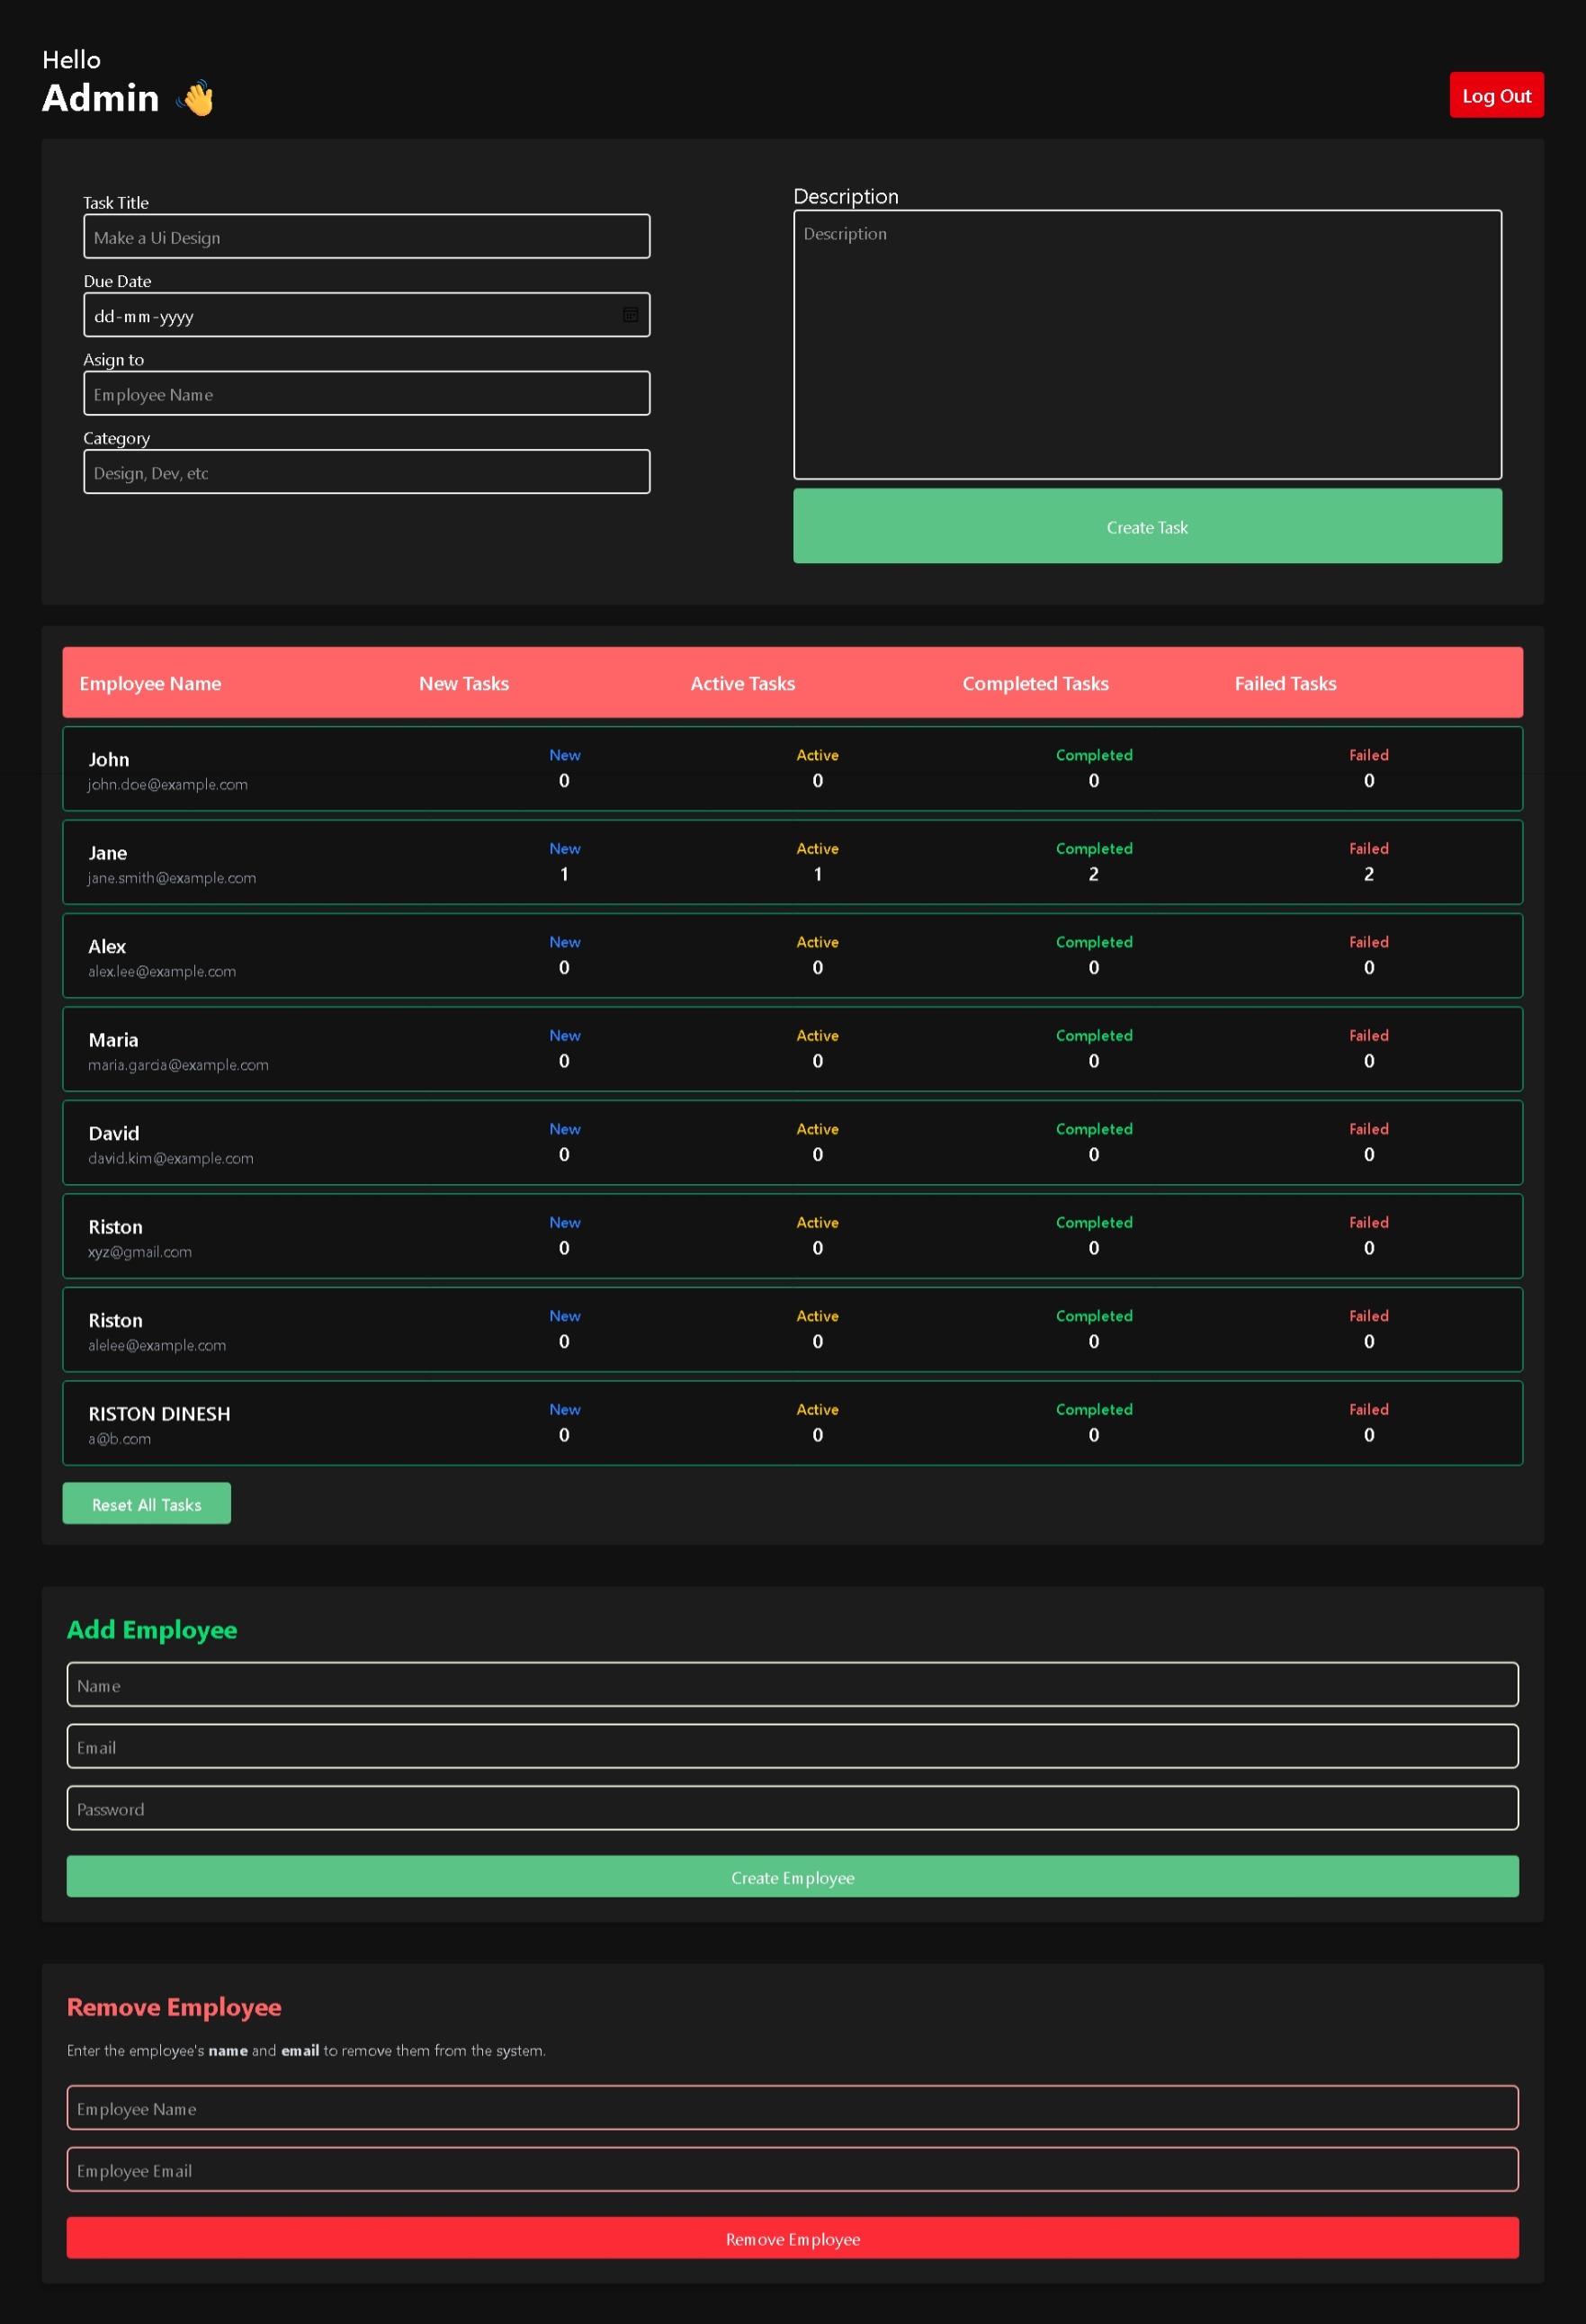 Hello
Admin 👋
Log Out
Task Title
Make a Ui Design
Due Date
dd-mm-yyyy
Asign to
Employee Name
Category
Design, Dev, etc
Description
Description
Create Task
Employee Name New Tasks Active Tasks Completed Tasks Failed Tasks
John
john.doe@example.com
New
0
Active
0
Completed
0
Failed
0
Jane
jane.smith@example.com
New
1
Active
1
Completed
2
Failed
2
Alex
alex.lee@example.com
New
0
Active
0
Completed
0
Failed
0
Maria
maria.garcia@example.com
New
0
Active
0
Completed
0
Failed
0
David
david.kim@example.com
New
0
Active
0
Completed
0
Failed
0
Riston
xyz@gmail.com
New
0
Active
0
Completed
0
Failed
0
Riston
alelee@example.com
New
0
Active
0
Completed
0
Failed
0
RISTON DINESH
a@b.com
New
0
Active
0
Completed
0
Failed
0
Reset All Tasks
Add Employee
Name
Email
Password
Create Employee
Remove Employee
Enter the employee's name and email to remove them from the system.
Employee Name
Employee Email
Remove Employee